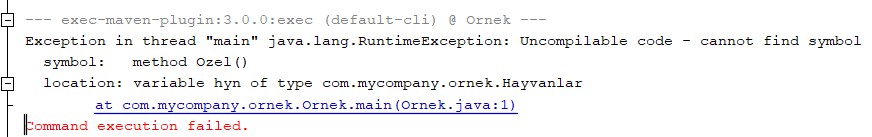 --- exec-maven-plugin:3.0.0:exec (default-cli) @ Ornek ---
Exception in thread "main" java.lang.RuntimeException: Uncompilable code - cannot find symbol
  symbol:   method Ozel()
  location: variable hyn of type com.mycompany.ornek.Hayvanlar
        at com.mycompany.ornek.Ornek.main(Ornek.java:1)
Command execution failed.